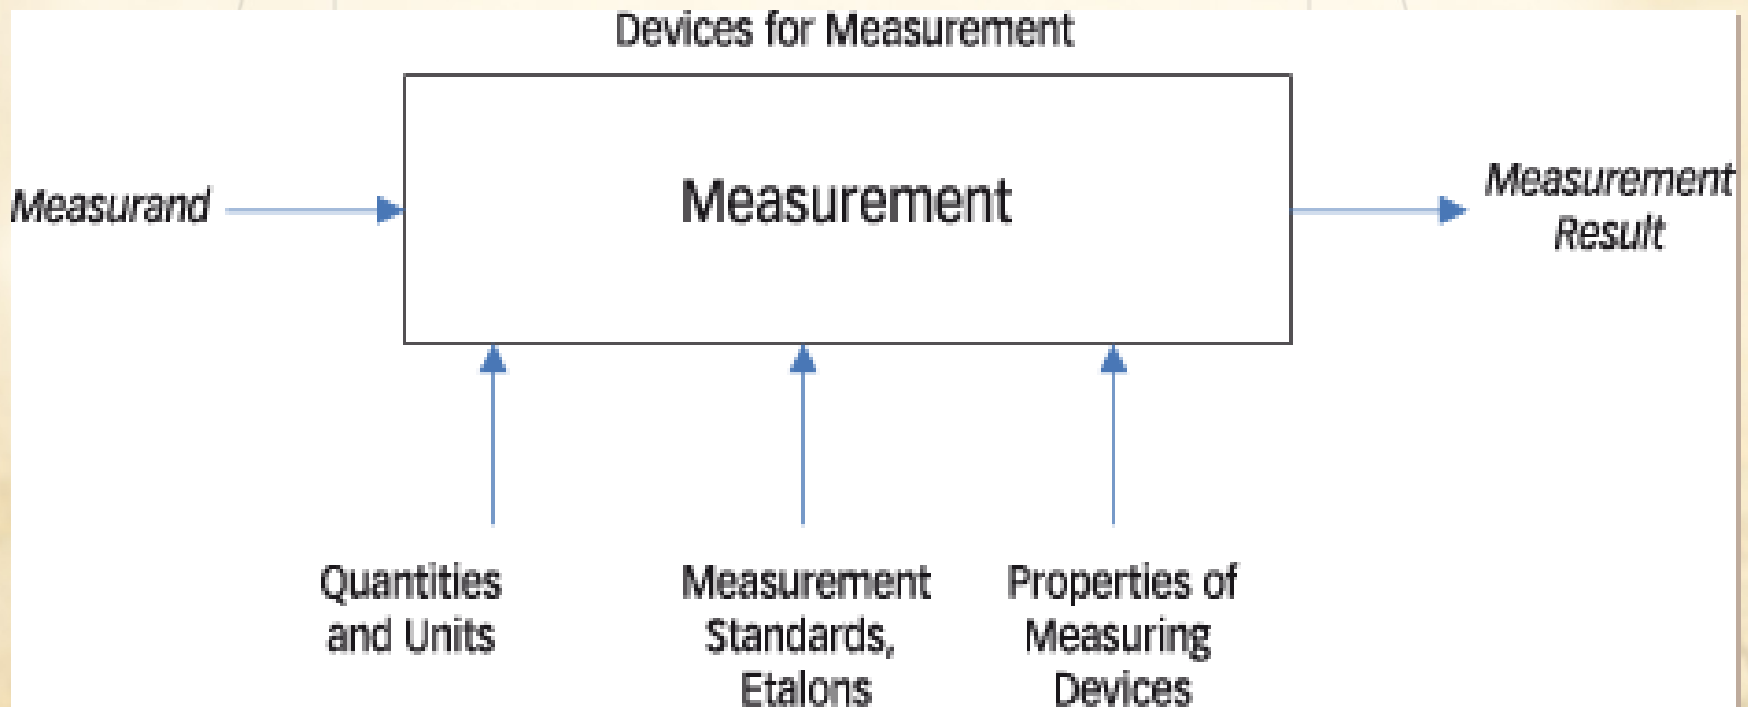 Devices for Measurement
Measurement
Measurand
Measurement
Result
Quantities
and Units
Measurement
Standards,
Etalons
Properties of
Measuring
Devices